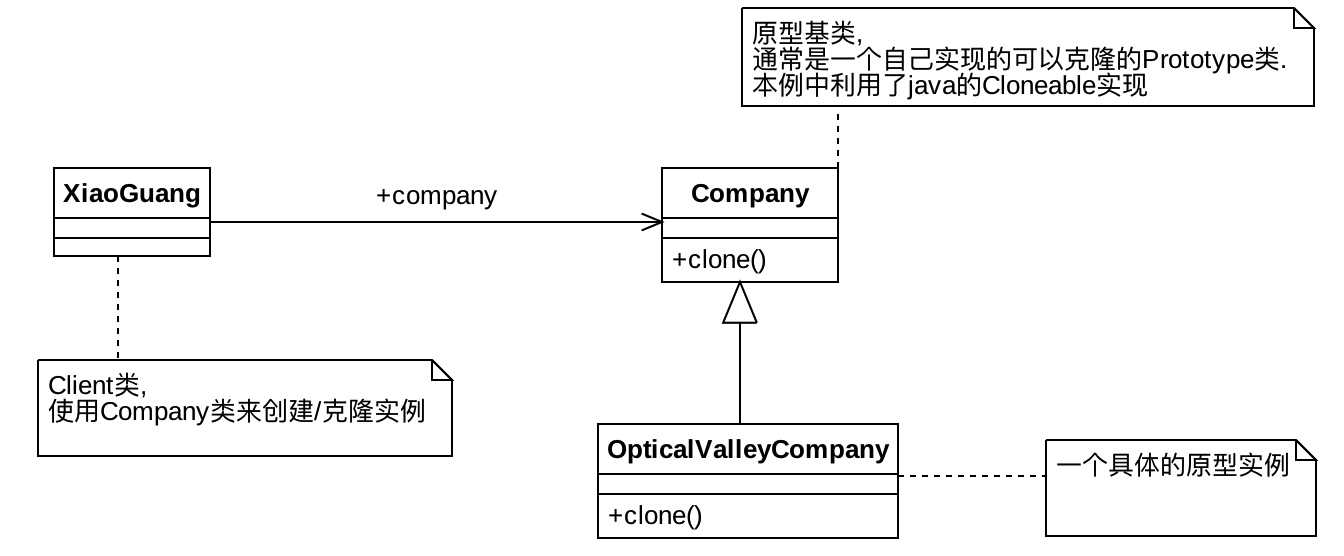 原型基类,
通常是一个自己实现的可以克隆的Prototype类.
本例中利用了java的Cloneable实现
XiaoGuang
+company
Company
+clone()
Client类,
使用Company类来创建/克隆实例
OpticalValleyCompany
+clone()
一个具体的原型实例